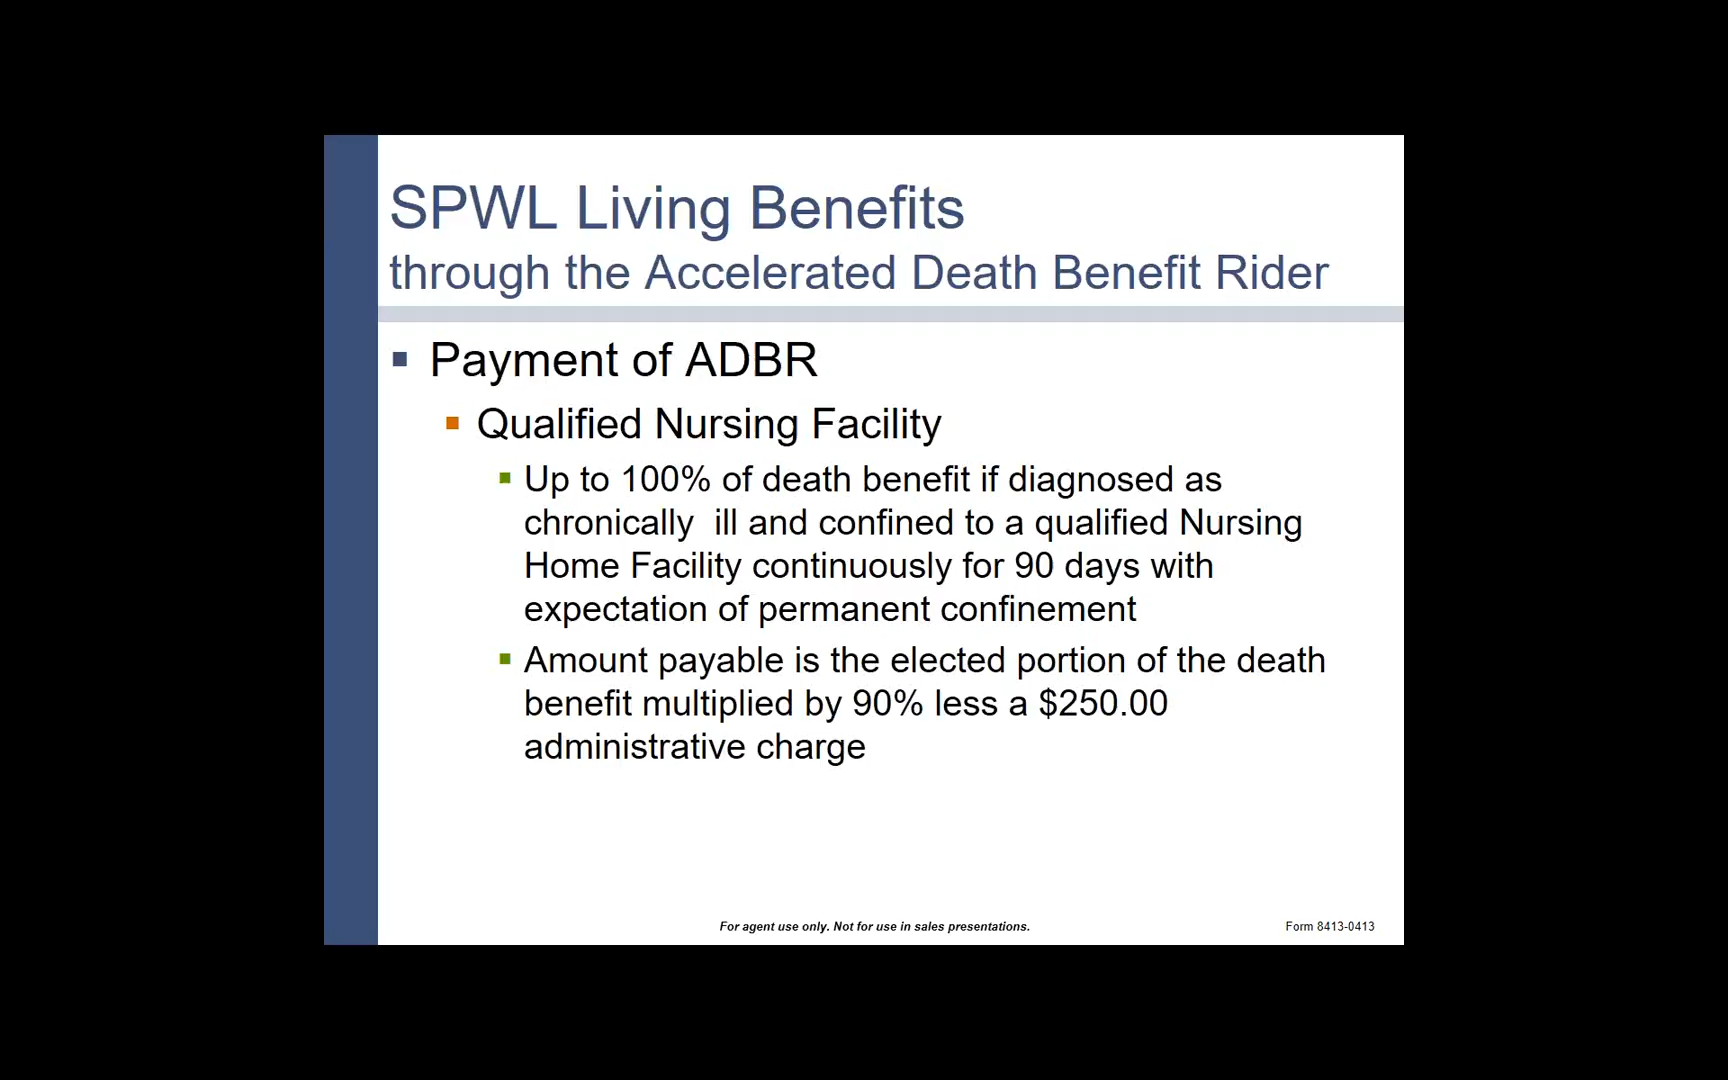 SPWL Living Benefits
through the Accelerated Death Benefit Rider
Payment of ADBR
Qualified Nursing Facility
Up to 100% of death benefit if diagnosed as
chronically  ill and confined to a qualified Nursing
Home Facility continuously for 90 days with
expectation of permanent confinement
Amount payable is the elected portion of the death
benefit multiplied by 90% less a $250.00
administrative charge
For agent use only. Not for use in sales presentations.
Form 8413-0413